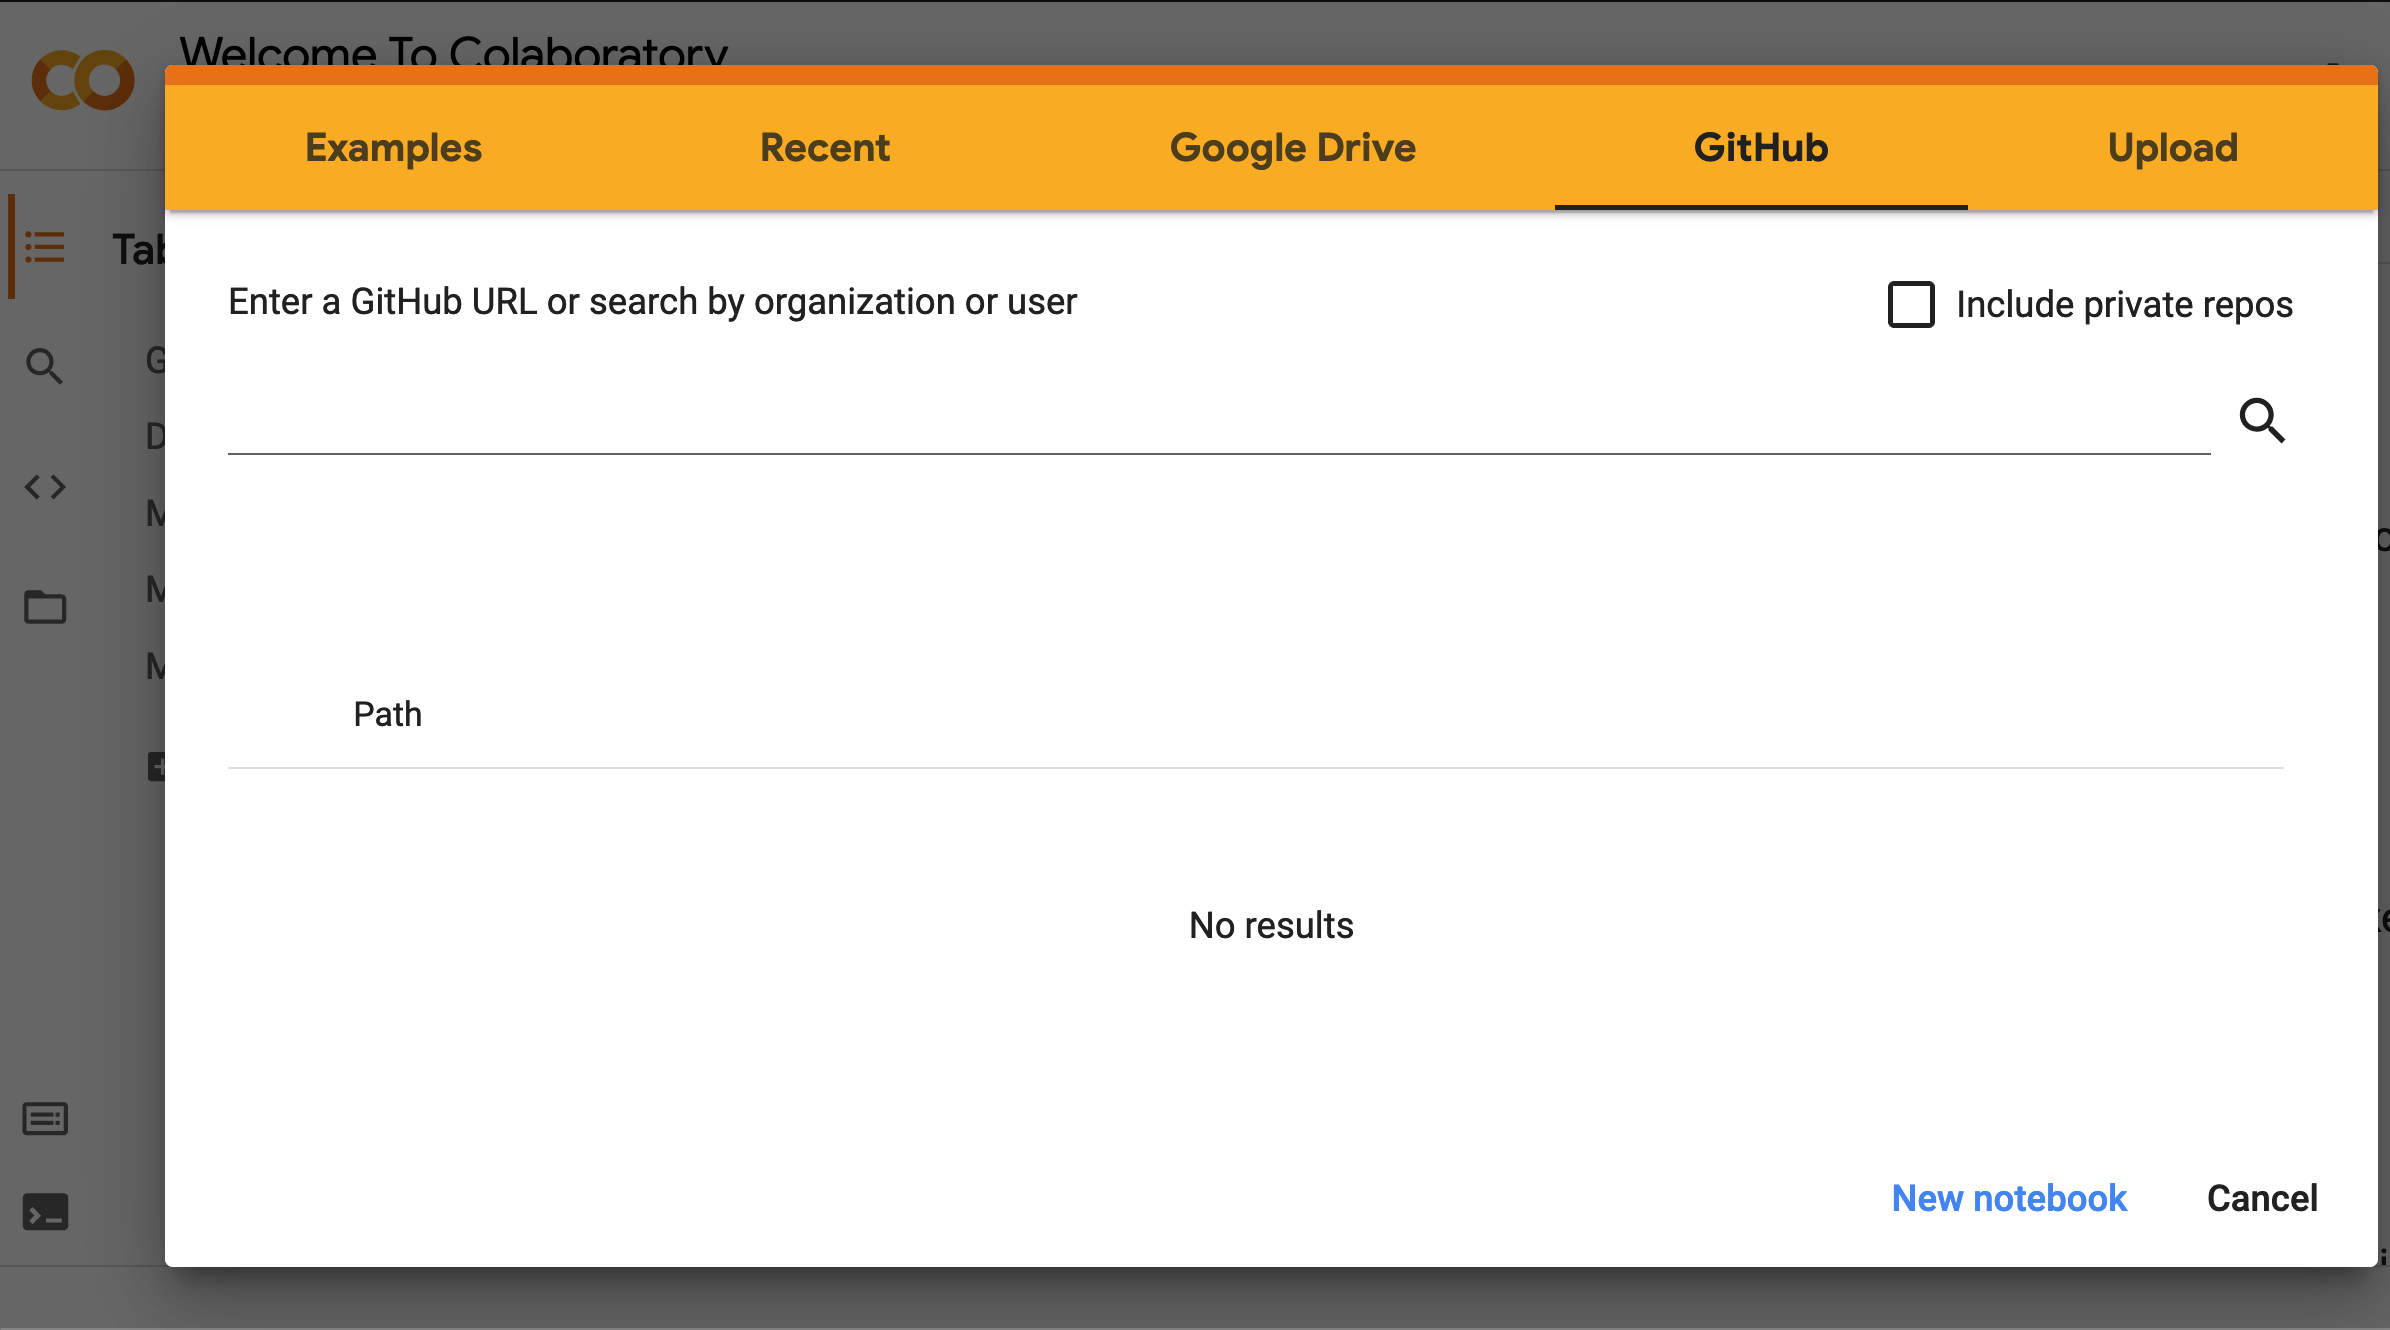 Welcome To Colaboratory
Examples
Recent
Google Drive
GitHub
Upload
Enter a GitHub URL or search by organization or user
Include private repos
Path
No results
New notebook
Cancel